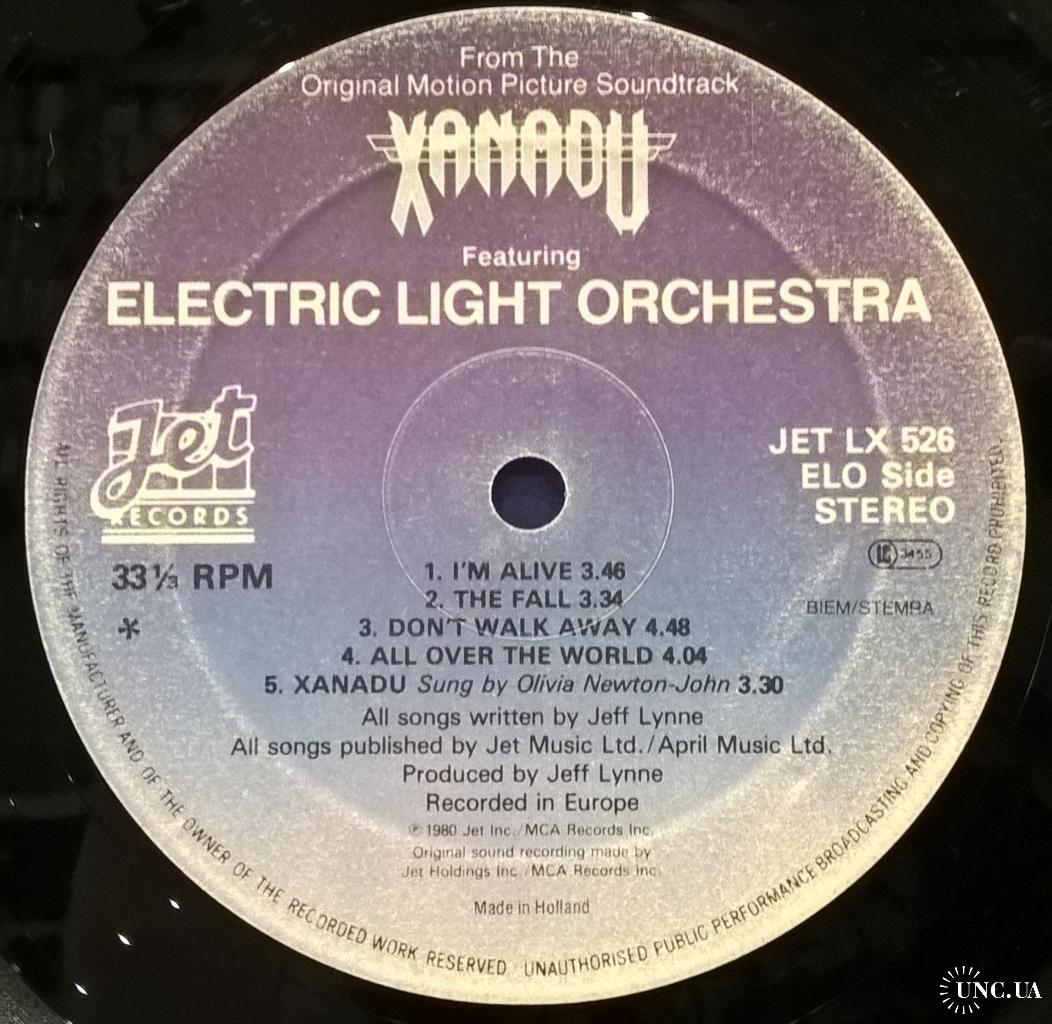 From The
Original Motion Picture Soundtrack
XANADU
Featuring
ELECTRIC LIGHT ORCHESTRA
Jet
RECORDS
33⅓ RPM
*
JET LX 526
ELO Side
STEREO
LC 3455
BIEM/STEMRA
1. I'M ALIVE 3.46
2. THE FALL 3.34
3. DON'T WALK AWAY 4.48
4. ALL OVER THE WORLD 4.04
5. XANADU Sung by Olivia Newton-John 3.30
All songs written by Jeff Lynne
All songs published by Jet Music Ltd./April Music Ltd.
Produced by Jeff Lynne
Recorded in Europe
℗ 1980 Jet Inc./MCA Records Inc.
Original sound recording made by
Jet Holdings Inc./MCA Records Inc.
Made in Holland
ALL RIGHTS OF THE MANUFACTURER AND OF THE OWNER OF THE RECORDED WORK RESERVED UNAUTHORISED PUBLIC PERFORMANCE BROADCASTING AND COPYING OF THIS RECORD PROHIBITED.
UNC.UA